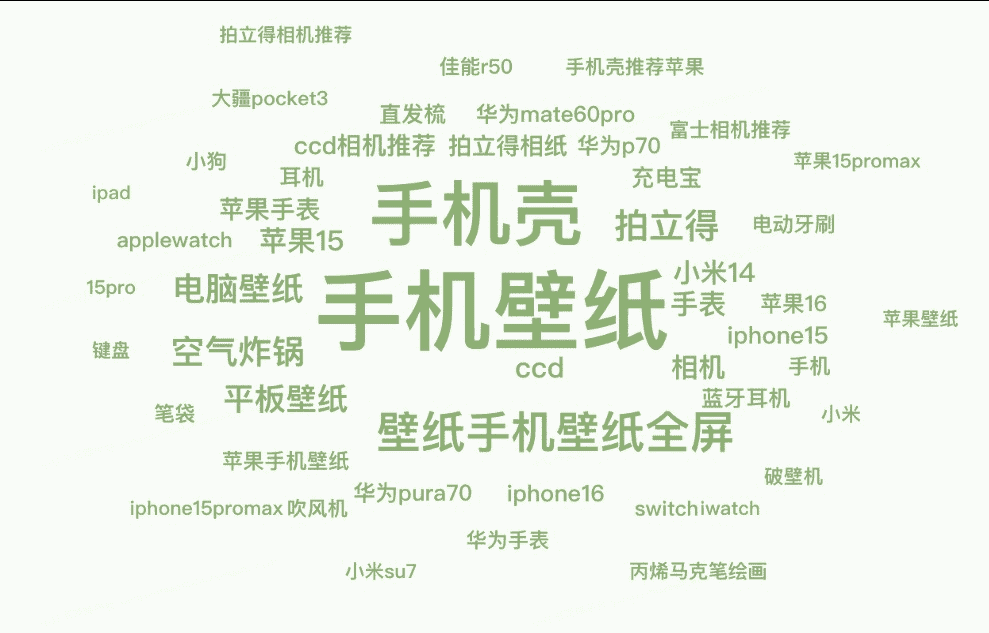 拍立得相机推荐
佳能r50
手机壳推荐苹果
大疆pocket3
直发梳
华为mate60pro
富士相机推荐
ccd相机推荐
拍立得相纸
华为p70
小狗
苹果15promax
耳机
充电宝
ipad
苹果手表
手机壳
拍立得
电动牙刷
applewatch
苹果15
小米14
15pro
电脑壁纸
手机壁纸
手表
苹果16
苹果壁纸
iphone15
键盘
空气炸锅
ccd
相机
手机
平板壁纸
蓝牙耳机
笔袋
小米
壁纸手机壁纸全屏
苹果手机壁纸
破壁机
华为pura70
iphone16
iphone15promax
吹风机
switch
iwatch
华为手表
小米su7
丙烯马克笔绘画